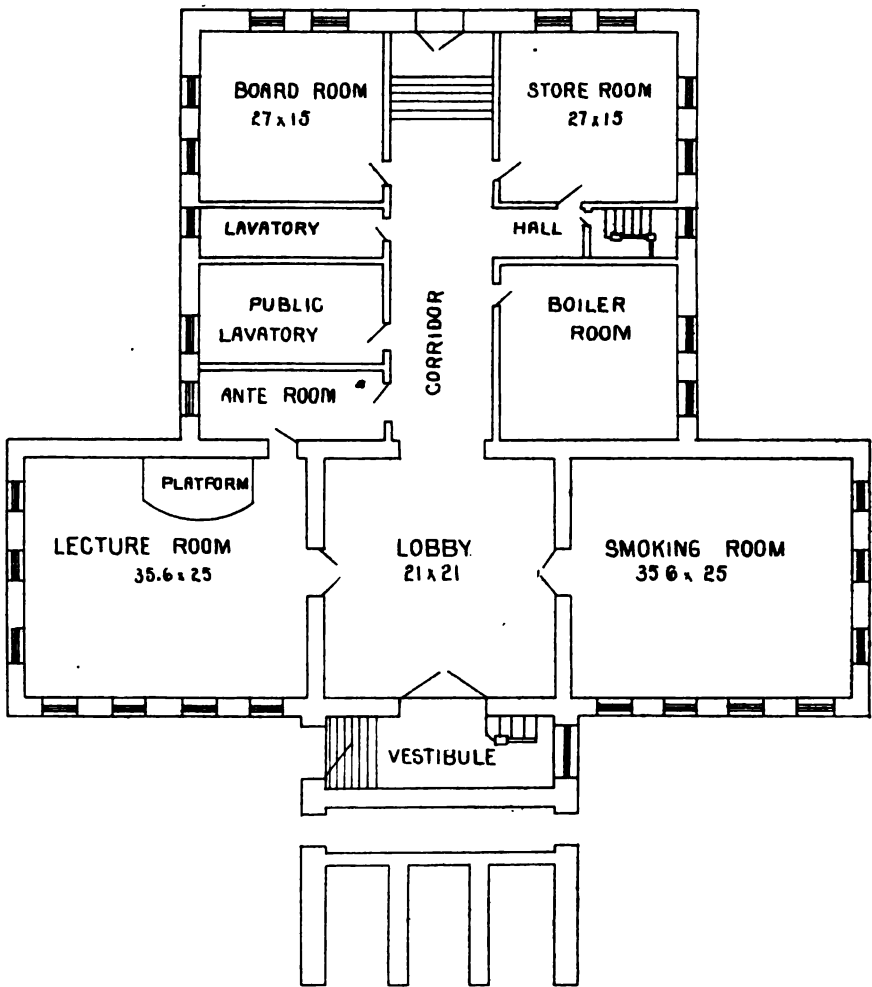 BOARD ROOM
27 x 15
STORE ROOM
27 x 15
LAVATORY
HALL
PUBLIC
LAVATORY
CORRIDOR
BOILER
ROOM
ANTE ROOM
PLATFORM
LECTURE ROOM
35.6 x 25
LOBBY
21 x 21
SMOKING ROOM
35 6 x 25
VESTIBULE